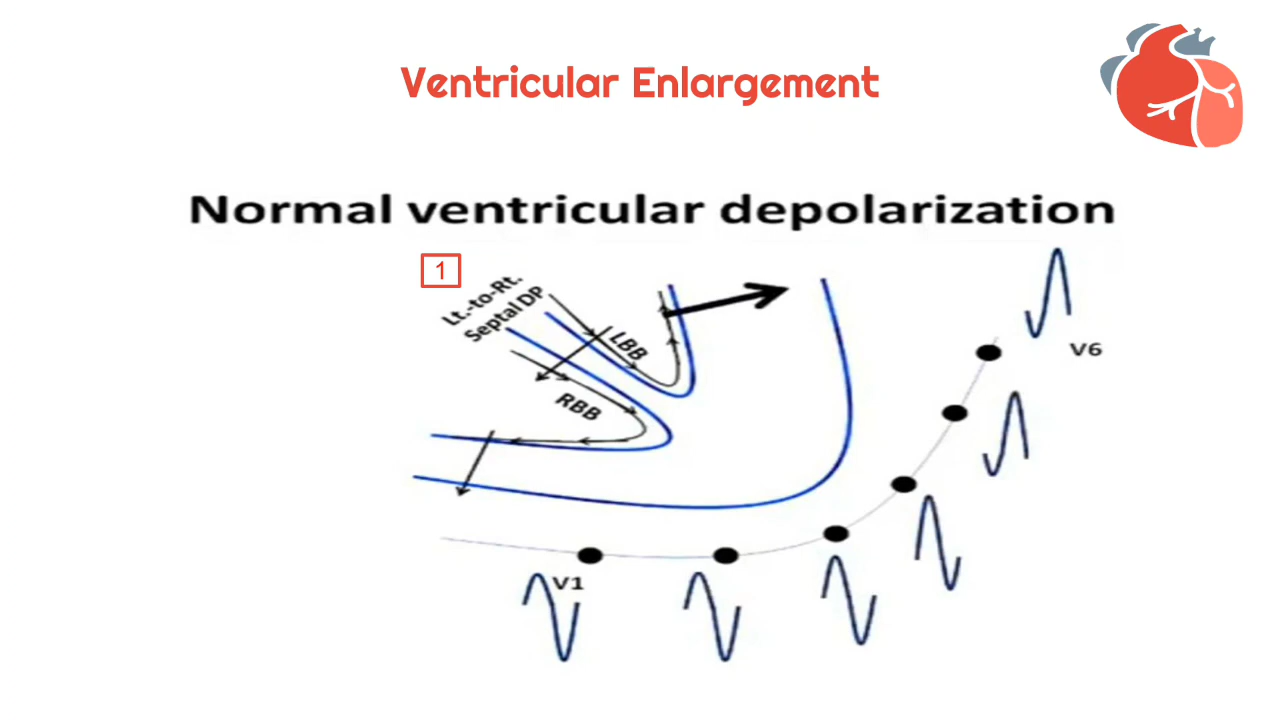 Ventricular Enlargement
Normal ventricular depolarization
1
Lt.-to-Rt.
Septal DP
LBB
RBB
V6
V1